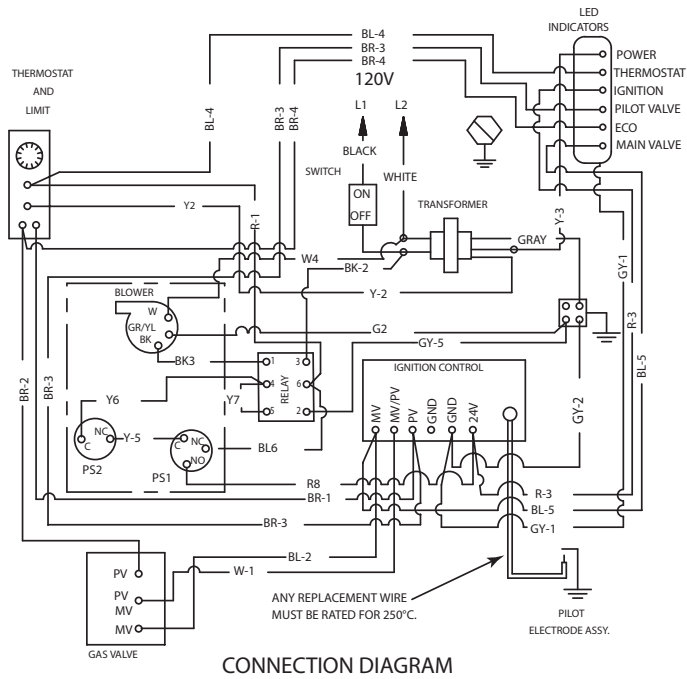 LED
INDICATORS
POWER
THERMOSTAT
IGNITION
PILOT VALVE
ECO
MAIN VALVE
BL-4
BR-3
BR-4
120V
L1
L2
BLACK
WHITE
SWITCH
ON
OFF
TRANSFORMER
THERMOSTAT
AND
LIMIT
BL-4
BR-3
BR-4
Y2
R-1
W4
BK-2
Y-2
GRAY
Y-3
GY-1
R-3
BL-5
G2
GY-5
GY-2
BLOWER
W
GR/YL
BK
BK3
1
3
4
6
5
2
RELAY
Y6
Y7
Y-5
NC
C
PS2
C
NC
NO
PS1
BL6
R8
BR-1
BR-3
BR-2
BR-3
IGNITION CONTROL
MV
MV/PV
PV
GND
GND
24V
R-3
BL-5
GY-1
BL-2
W-1
PV
PV
MV
MV
GAS VALVE
ANY REPLACEMENT WIRE
MUST BE RATED FOR 250°C.
PILOT
ELECTRODE ASSY.
CONNECTION DIAGRAM